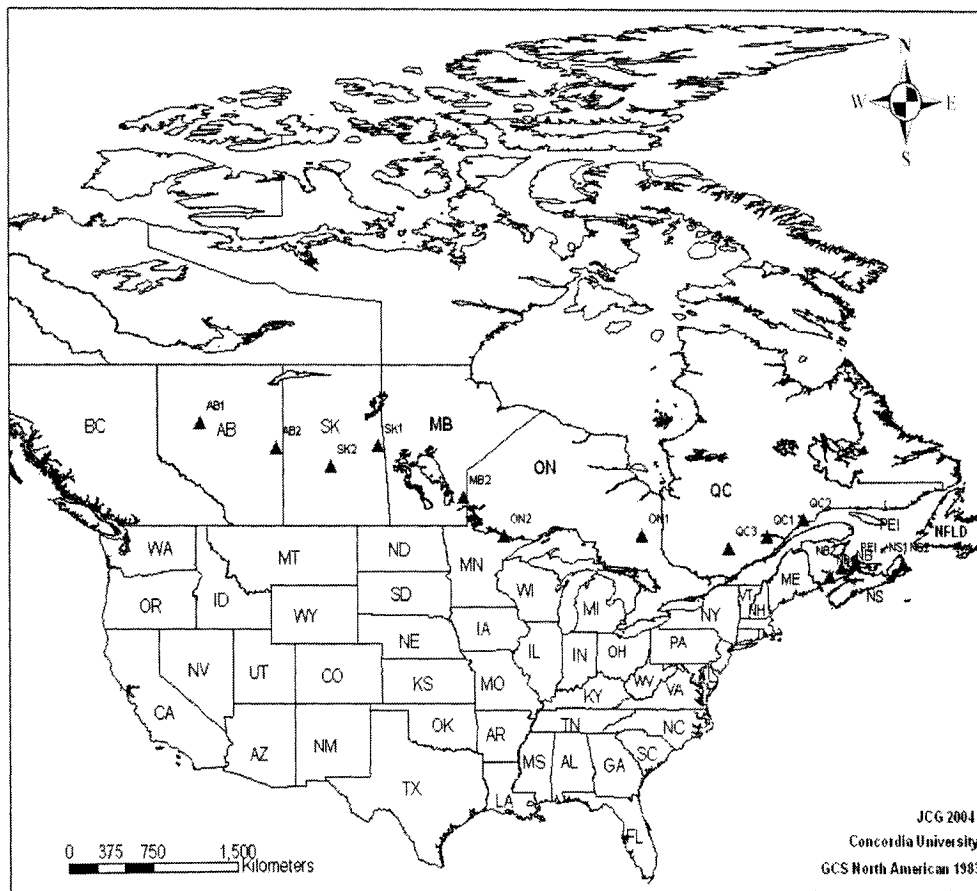 N
W E
S
AB1
BC AB
AB2 SK
SK2 SK1 MB
MB2 ON
ON2 ON1
QC
QC3 QC1 QC2
PEI NFLD
NB2 PEI NS1
NB
NS
WA MT ND MN
OR ID SD WI MI
WY
VT NH ME
NY
NE IA
NV UT CO
IL IN OH PA
KS MO
WV VA
KY
CA
AZ NM OK AR
TN NC
SC
MS AL GA
TX LA
FL
JCG 2004
Concordia University
GCS North American 1983
0 375 750 1,500
Kilometers